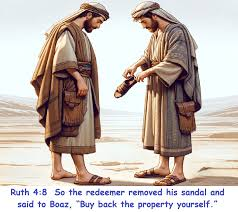 Ruth 4:8  So the redeemer removed his sandal and
said to Boaz, “Buy back the property yourself.”